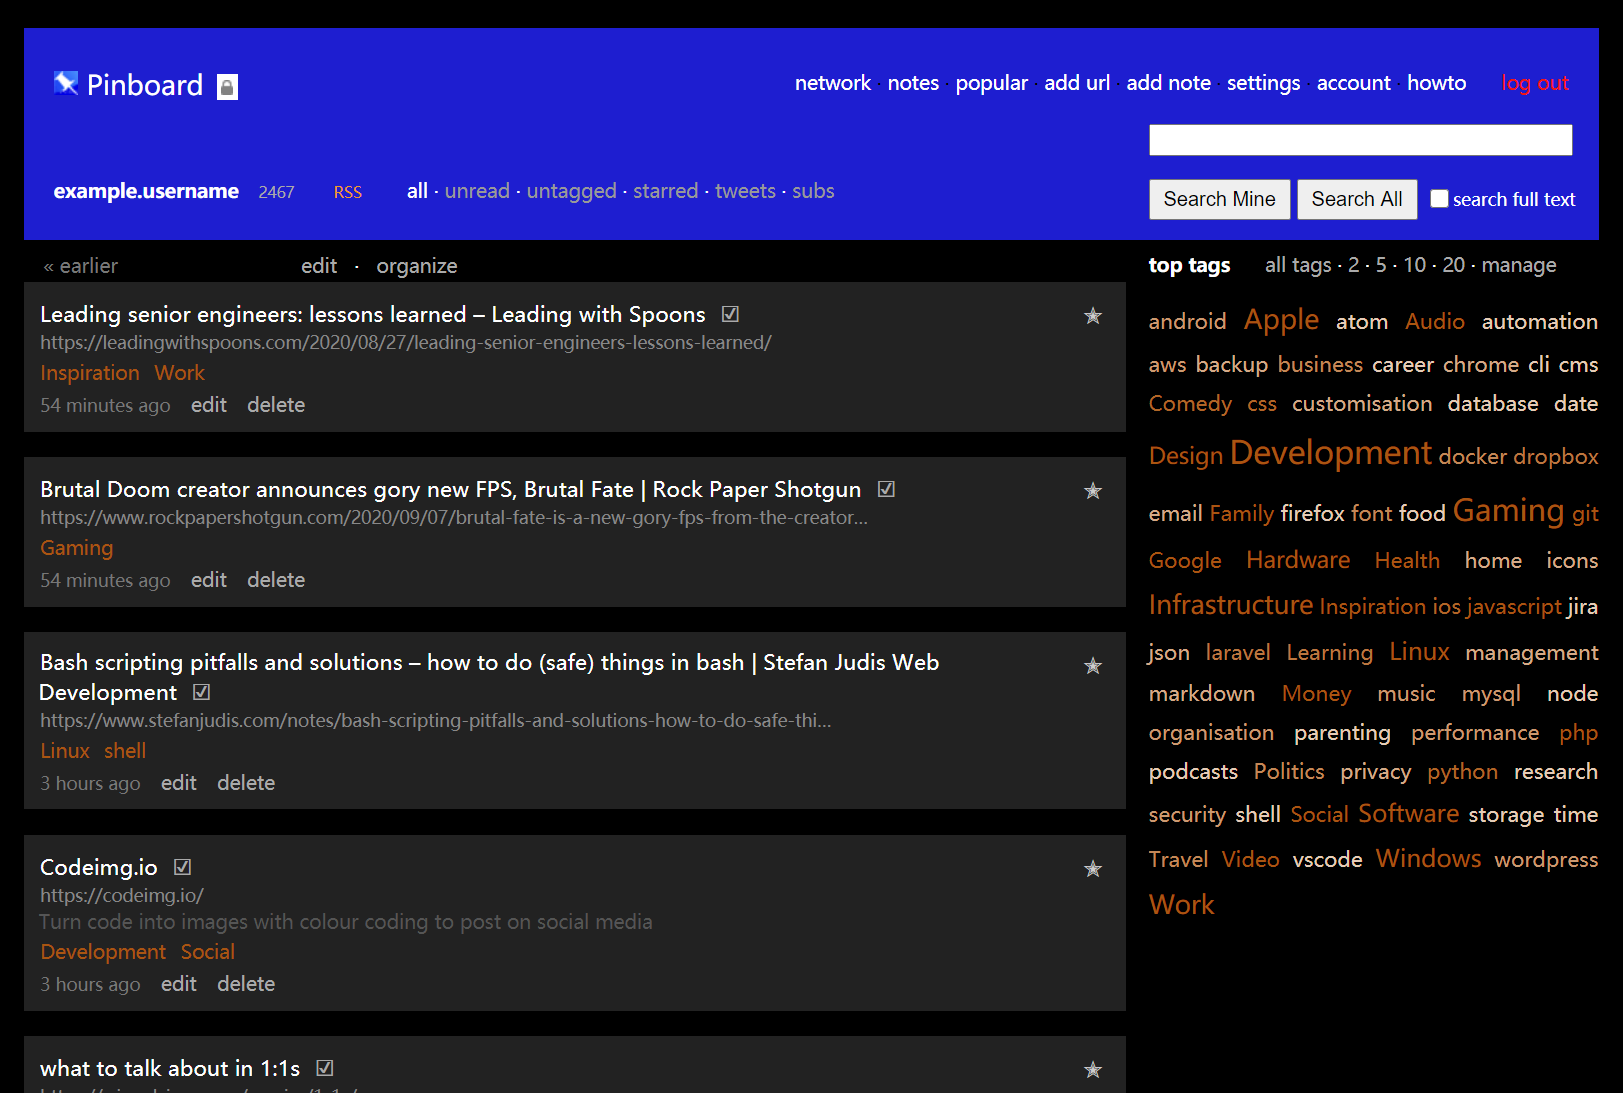 Pinboard
network · notes · popular · add url · add note · settings · account · howto log out
example.username 2467 RSS all · unread · untagged · starred · tweets · subs
Search Mine Search All search full text
« earlier edit · organize
Leading senior engineers: lessons learned – Leading with Spoons ☑
https://leadingwithspoons.com/2020/08/27/leading-senior-engineers-lessons-learned/
Inspiration Work
54 minutes ago edit delete
Brutal Doom creator announces gory new FPS, Brutal Fate | Rock Paper Shotgun ☑
https://www.rockpapershotgun.com/2020/09/07/brutal-fate-is-a-new-gory-fps-from-the-creator...
Gaming
54 minutes ago edit delete
Bash scripting pitfalls and solutions – how to do (safe) things in bash | Stefan Judis Web
Development ☑
https://www.stefanjudis.com/notes/bash-scripting-pitfalls-and-solutions-how-to-do-safe-thi...
Linux shell
3 hours ago edit delete
Codeimg.io ☑
https://codeimg.io/
Turn code into images with colour coding to post on social media
Development Social
3 hours ago edit delete
what to talk about in 1:1s ☑
top tags all tags · 2 · 5 · 10 · 20 · manage
android Apple atom Audio automation
aws backup business career chrome cli cms
Comedy css customisation database date
Design Development docker dropbox
email Family firefox font food Gaming git
Google Hardware Health home icons
Infrastructure Inspiration ios javascript jira
json laravel Learning Linux management
markdown Money music mysql node
organisation parenting performance php
podcasts Politics privacy python research
security shell Social Software storage time
Travel Video vscode Windows wordpress
Work